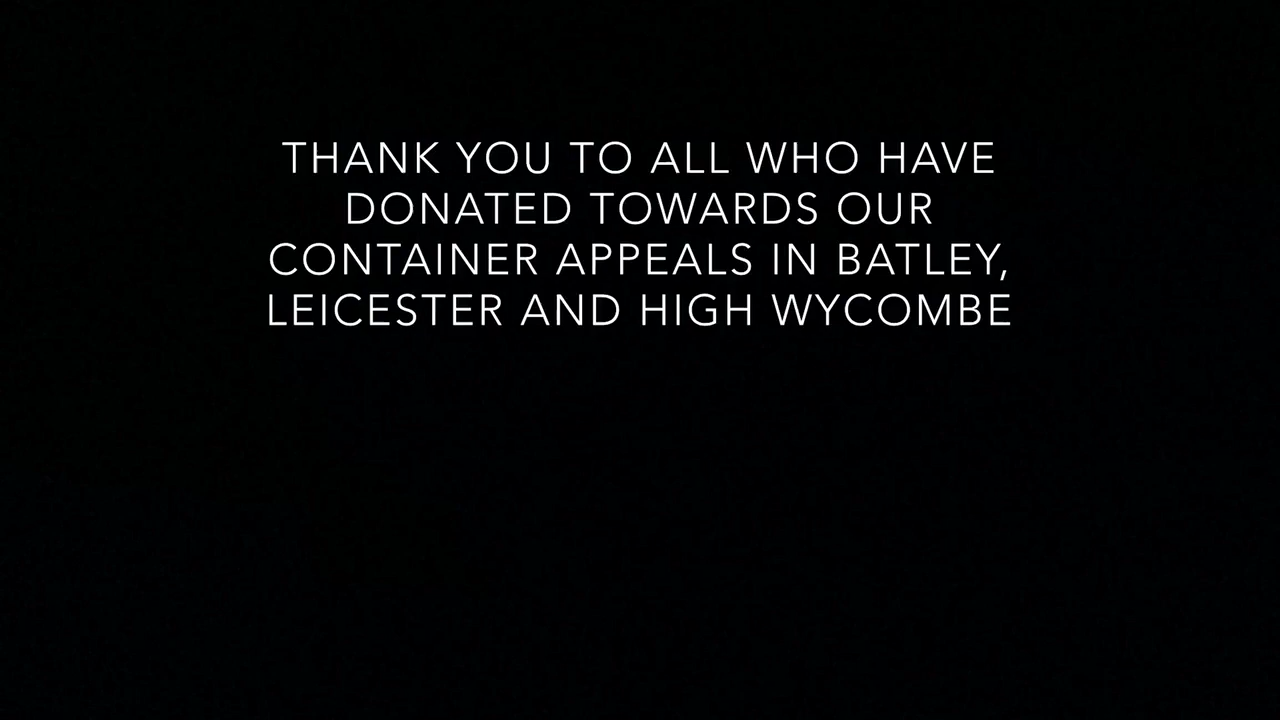 THANK YOU TO ALL WHO HAVE
DONATED TOWARDS OUR
CONTAINER APPEALS IN BATLEY,
LEICESTER AND HIGH WYCOMBE